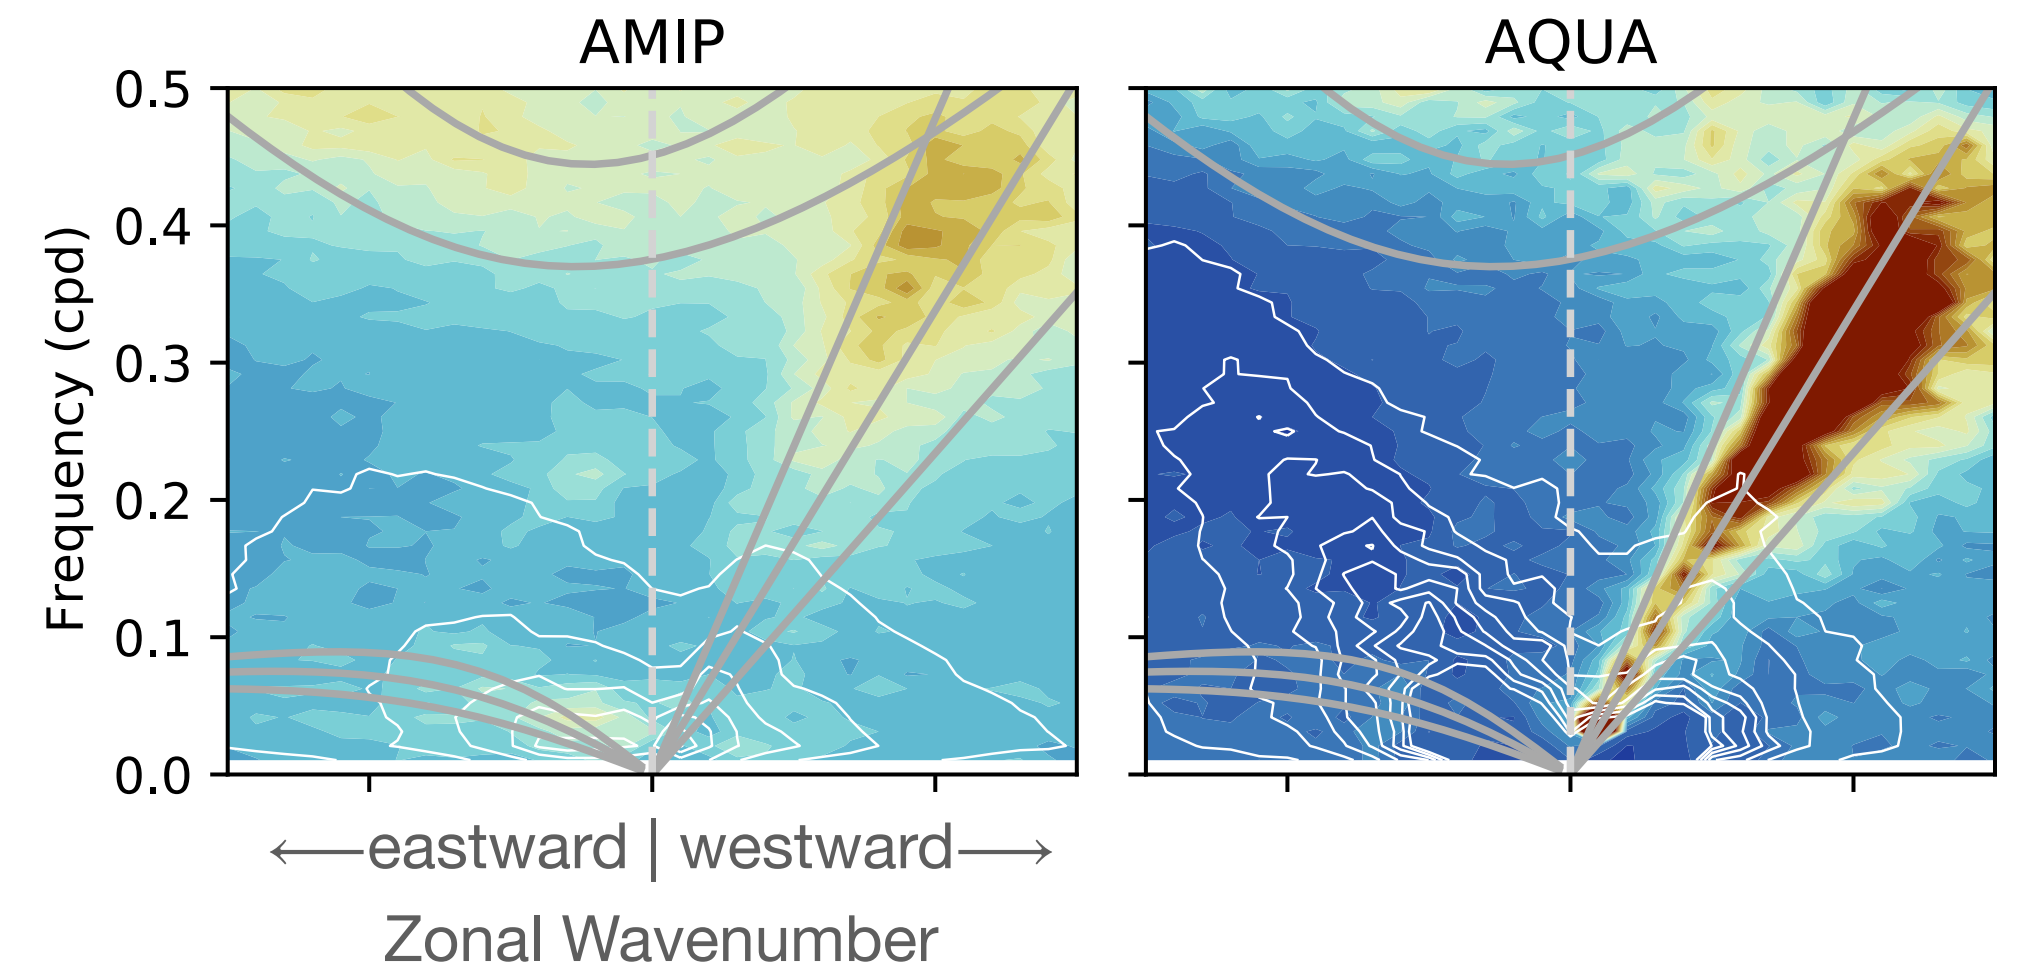 AMIP AQUA
0.5
0.4
0.3
0.2
0.1
0.0
Frequency (cpd)
←eastward | westward→
Zonal Wavenumber